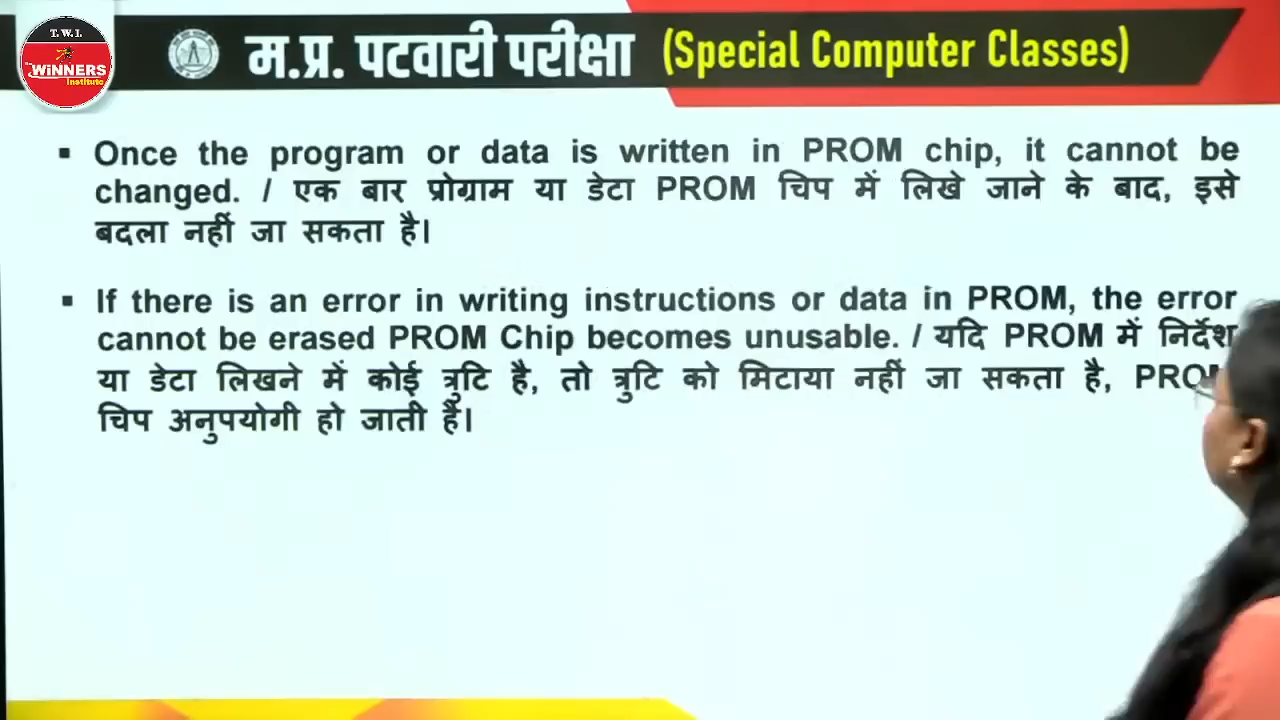 T.W.I.
The WiNNERS
institute
म.प्र. पटवारी परीक्षा (Special Computer Classes)
▪ Once the program or data is written in PROM chip, it cannot be
changed. / एक बार प्रोग्राम या डेटा PROM चिप में लिखे जाने के बाद, इसे
बदला नहीं जा सकता है।
▪ If there is an error in writing instructions or data in PROM, the error
cannot be erased PROM Chip becomes unusable. / यदि PROM में निर्देश
या डेटा लिखने में कोई त्रुटि है, तो त्रुटि को मिटाया नहीं जा सकता है, PROM
चिप अनुपयोगी हो जाती है।